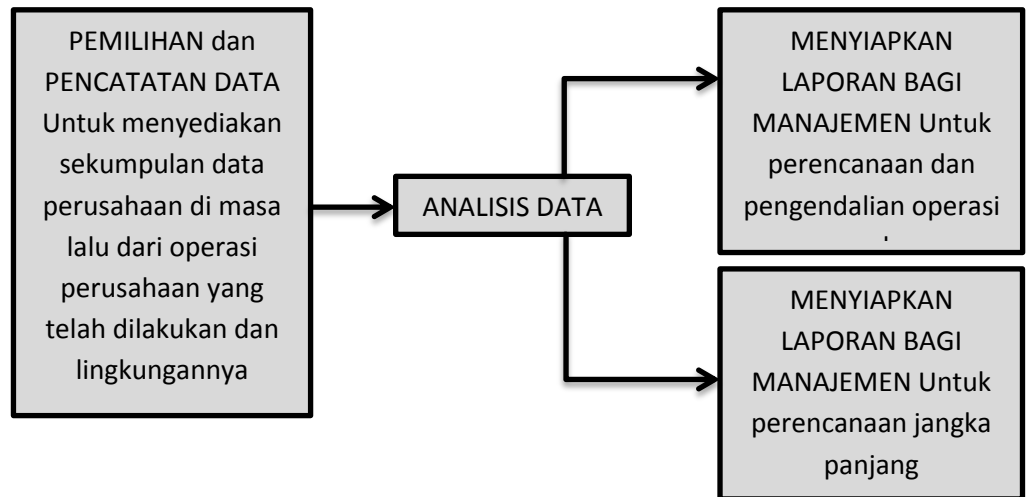 PEMILIHAN dan
PENCATATAN DATA
Untuk menyediakan
sekumpulan data
perusahaan di masa
lalu dari operasi
perusahaan yang
telah dilakukan dan
lingkungannya
ANALISIS DATA
MENYIAPKAN
LAPORAN BAGI
MANAJEMEN Untuk
perencanaan dan
pengendalian operasi
MENYIAPKAN
LAPORAN BAGI
MANAJEMEN Untuk
perencanaan jangka
panjang